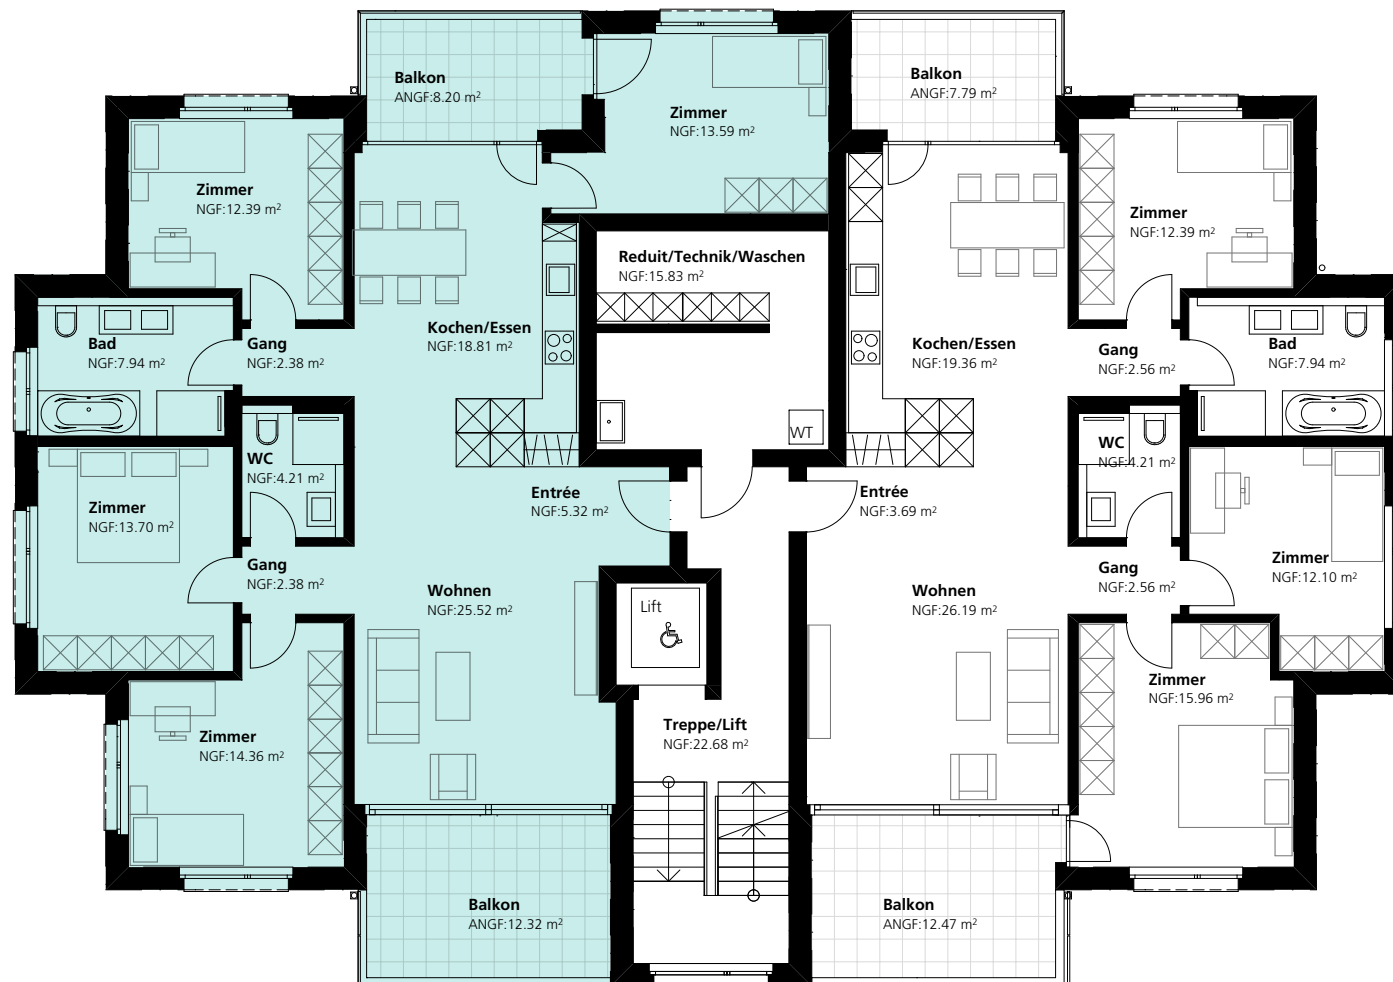 Balkon
ANGF:8.20 m²
Zimmer
NGF:13.59 m²
Balkon
ANGF:7.79 m²
Zimmer
NGF:12.39 m²
Zimmer
NGF:12.39 m²
Reduit/Technik/Waschen
NGF:15.83 m²
Bad
NGF:7.94 m²
Gang
NGF:2.38 m²
Kochen/Essen
NGF:18.81 m²
Kochen/Essen
NGF:19.36 m²
Gang
NGF:2.56 m²
Bad
NGF:7.94 m²
WT
WC
NGF:4.21 m²
WC
NGF:4.21 m²
Zimmer
NGF:13.70 m²
Entrée
NGF:5.32 m²
Entrée
NGF:3.69 m²
Gang
NGF:2.38 m²
Wohnen
NGF:25.52 m²
Lift
Wohnen
NGF:26.19 m²
Gang
NGF:2.56 m²
Zimmer
NGF:12.10 m²
Zimmer
NGF:14.36 m²
Treppe/Lift
NGF:22.68 m²
Zimmer
NGF:15.96 m²
Balkon
ANGF:12.32 m²
Balkon
ANGF:12.47 m²